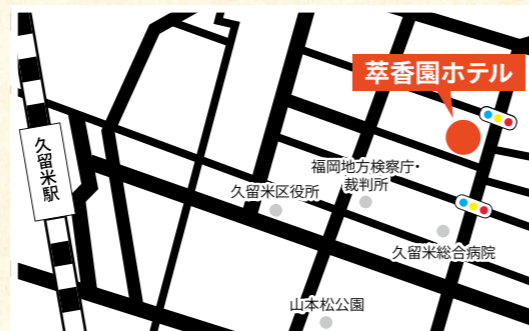 萃香園ホテル
久留米駅
福岡地方検察庁・
裁判所
久留米区役所
久留米総合病院
山本松公園